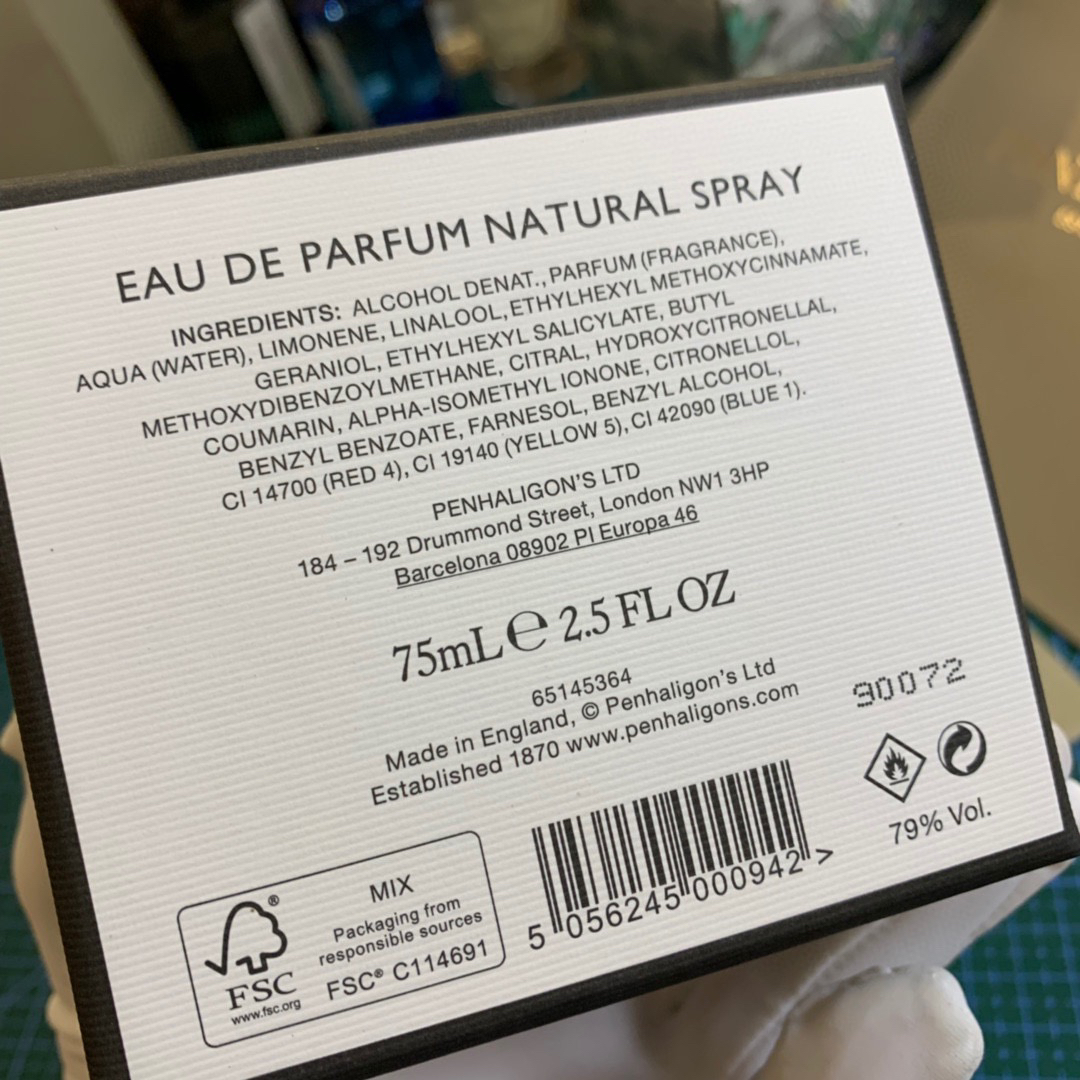 EAU DE PARFUM NATURAL SPRAY
INGREDIENTS: ALCOHOL DENAT., PARFUM (FRAGRANCE),
AQUA (WATER), LIMONENE, LINALOOL, ETHYLHEXYL METHOXYCINNAMATE,
GERANIOL, ETHYLHEXYL SALICYLATE, BUTYL
METHOXYDIBENZOYLMETHANE, CITRAL, HYDROXYCITRONELLAL,
COUMARIN, ALPHA-ISOMETHYL IONONE, CITRONELLOL,
BENZYL BENZOATE, FARNESOL, BENZYL ALCOHOL,
CI 14700 (RED 4), CI 19140 (YELLOW 5), CI 42090 (BLUE 1).
PENHALIGON'S LTD
184 – 192 Drummond Street, London NW1 3HP
Barcelona 08902 Pl Europa 46
75mL ℮ 2.5 FL OZ
65145364
Made in England, © Penhaligon's Ltd
Established 1870 www.penhaligons.com
90072
79% Vol.
MIX
Packaging from
responsible sources
FSC® C114691
®
FSC
www.fsc.org
5 056245 000942 >